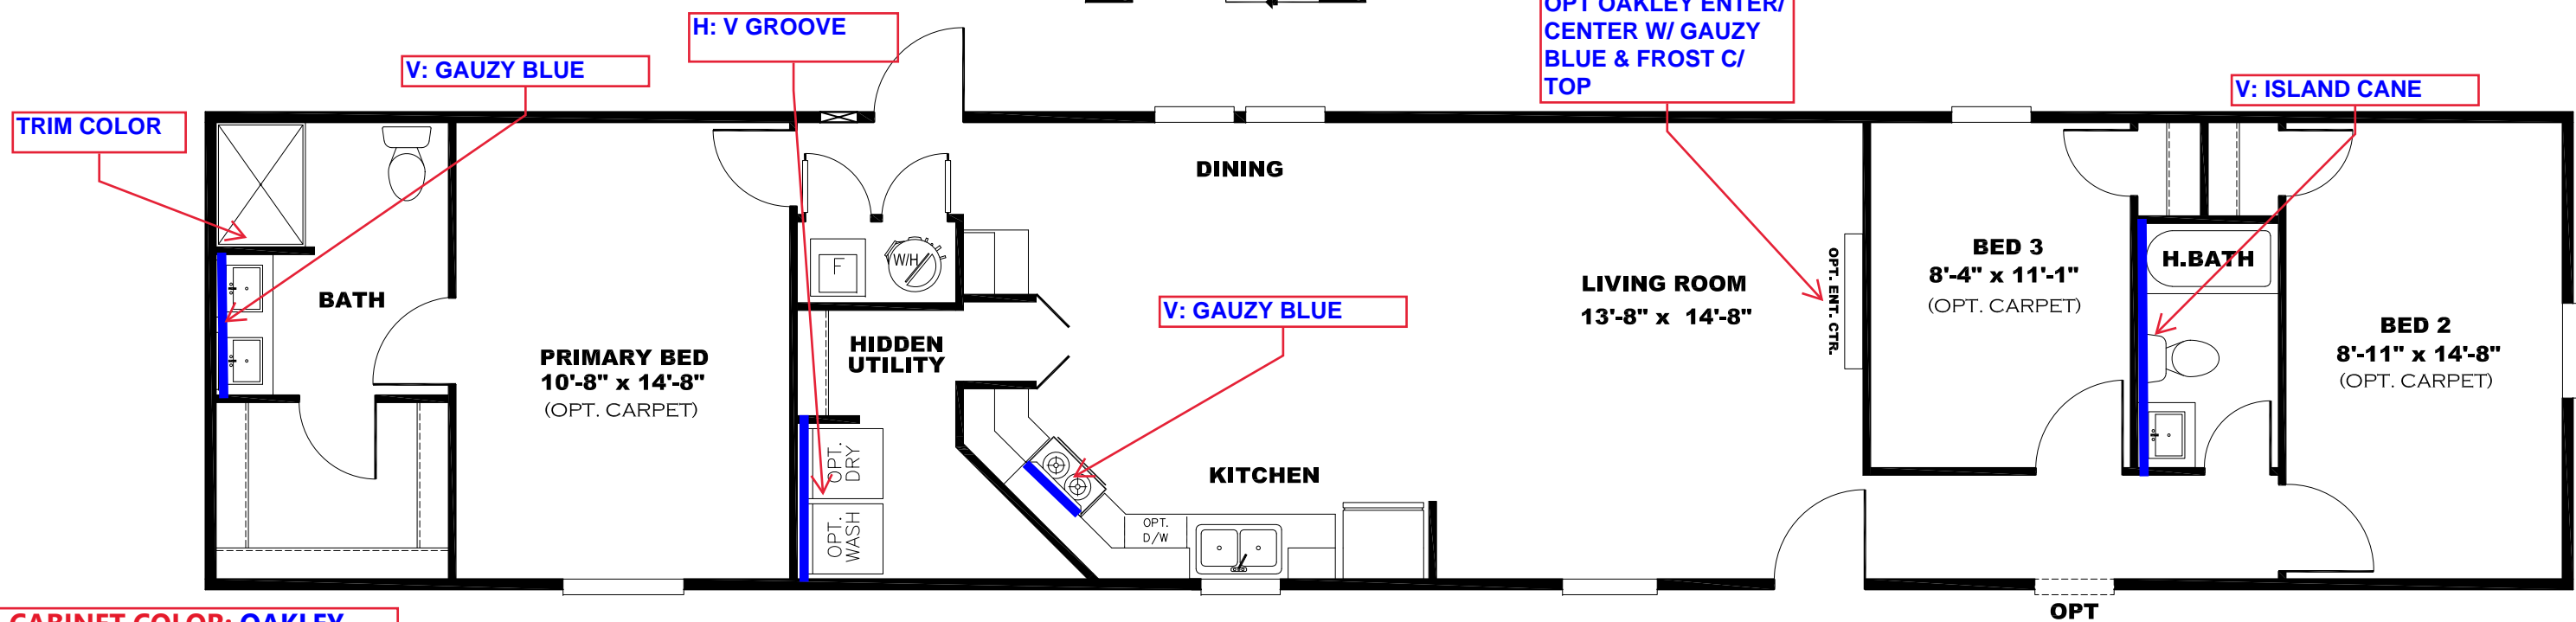 OPT OAKLEY ENTER/
CENTER W/ GAUZY
BLUE & FROST C/
TOP
H: V GROOVE
V: GAUZY BLUE
V: ISLAND CANE
TRIM COLOR
DINING
BATH
PRIMARY BED
10'-8" x 14'-8"
(OPT. CARPET)
F
W/H
HIDDEN
UTILITY
OPT.
DRY
OPT.
WASH
V: GAUZY BLUE
KITCHEN
OPT.
D/W
LIVING ROOM
13'-8" x 14'-8"
OPT. ENT. CTR.
BED 3
8'-4" x 11'-1"
(OPT. CARPET)
H.BATH
BED 2
8'-11" x 14'-8"
(OPT. CARPET)
OPT
CABINET COLOR: OAKLEY